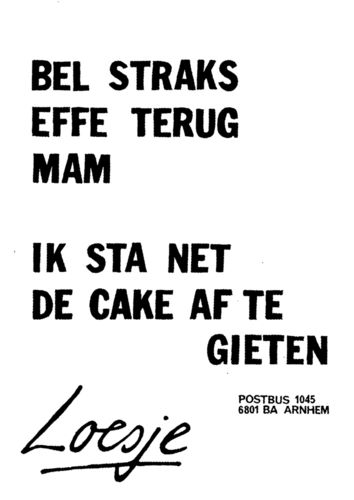 BEL STRAKS
EFFE TERUG
MAM
IK STA NET
DE CAKE AF TE
GIETEN
POSTBUS 1045
6801 BA ARNHEM
Loesje